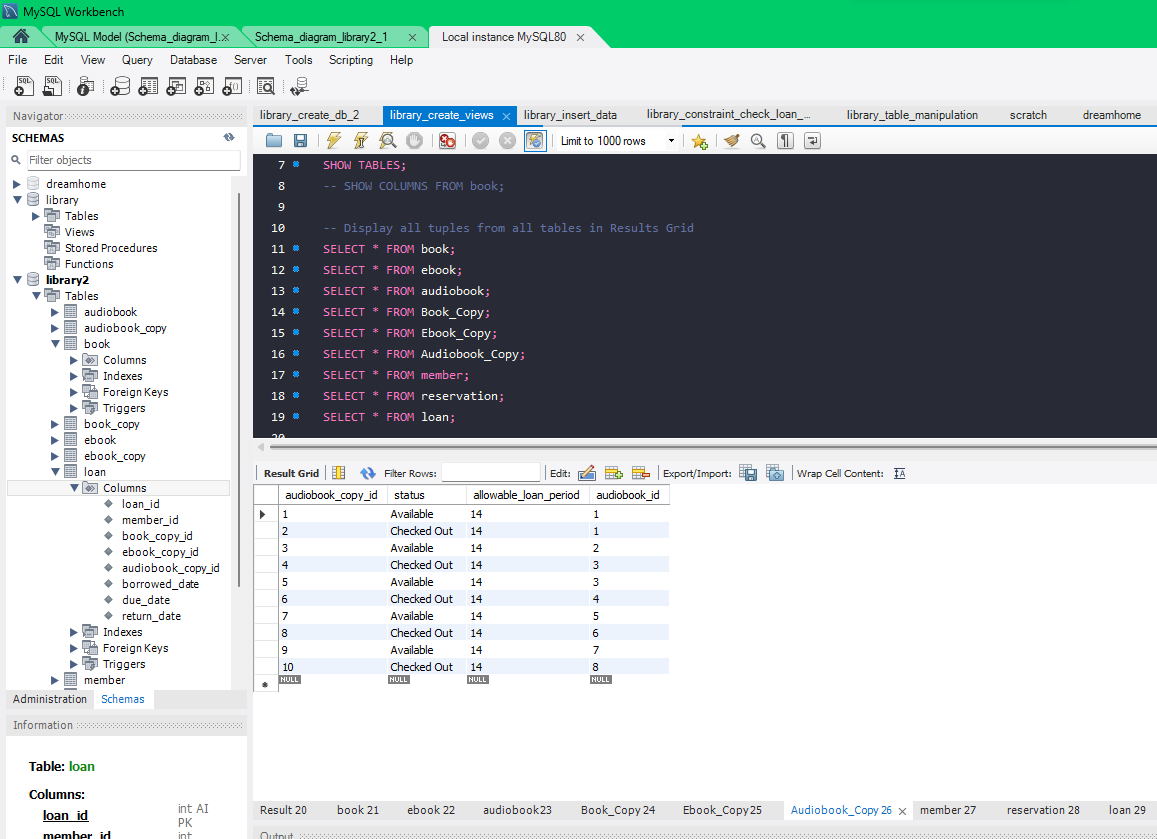 MySQL Workbench
MySQL Model (Schema_diagram_l.× Schema_diagram_library2_1 × Local instance MySQL80 ×
File Edit View Query Database Server Tools Scripting Help
Navigator
SCHEMAS
Filter objects
dreamhome
library
Tables
Views
Stored Procedures
Functions
library2
Tables
audiobook
audiobook_copy
book
Columns
Indexes
Foreign Keys
Triggers
book_copy
ebook
ebook_copy
loan
Columns
loan_id
member_id
book_copy_id
ebook_copy_id
audiobook_copy_id
borrowed_date
due_date
return_date
Indexes
Foreign Keys
Triggers
member
Administration Schemas
Information
Table: loan
Columns:
loan_id int AI
PK
member_id int
library_create_db_2 library_create_views × library_insert_data library_constraint_check_loan_... library_table_manipulation scratch dreamhome
Limit to 1000 rows
7 SHOW TABLES;
8 -- SHOW COLUMNS FROM book;
9
10 -- Display all tuples from all tables in Results Grid
11 SELECT * FROM book;
12 SELECT * FROM ebook;
13 SELECT * FROM audiobook;
14 SELECT * FROM Book_Copy;
15 SELECT * FROM Ebook_Copy;
16 SELECT * FROM Audiobook_Copy;
17 SELECT * FROM member;
18 SELECT * FROM reservation;
19 SELECT * FROM loan;
20
Result Grid Filter Rows: Edit: Export/Import: Wrap Cell Content: IA
audiobook_copy_id status allowable_loan_period audiobook_id
1 Available 14 1
2 Checked Out 14 1
3 Available 14 2
4 Checked Out 14 3
5 Available 14 3
6 Checked Out 14 4
7 Available 14 5
8 Checked Out 14 6
9 Available 14 7
10 Checked Out 14 8
NULL NULL NULL NULL
Result 20 book 21 ebook 22 audiobook23 Book_Copy 24 Ebook_Copy25 Audiobook_Copy 26 × member 27 reservation 28 loan 29
Output